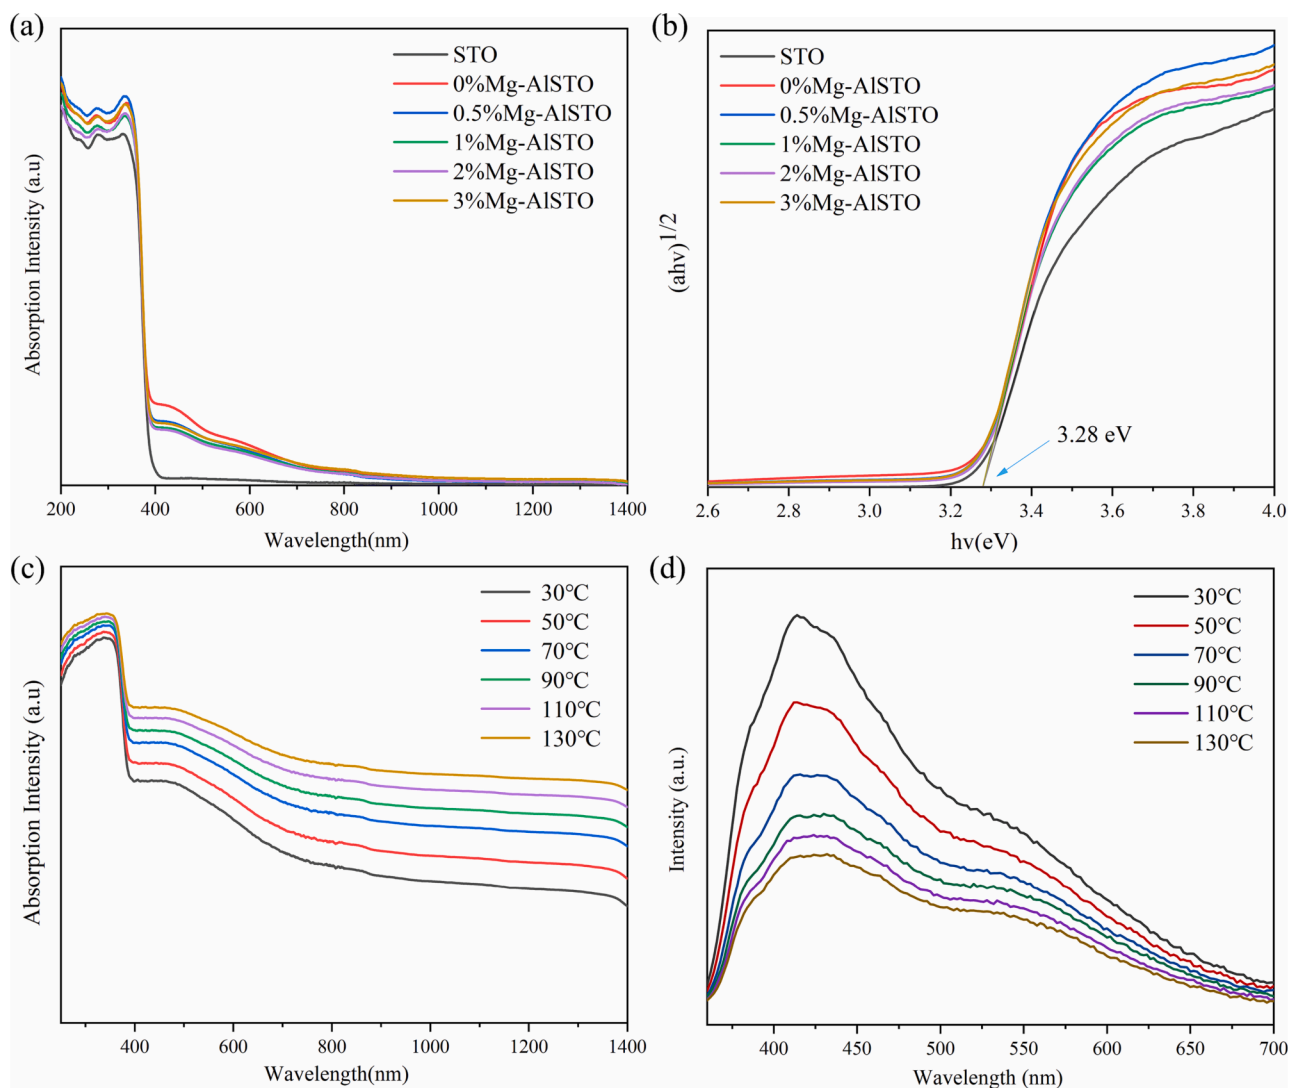 (a)
STO
0%Mg-AlSTO
0.5%Mg-AlSTO
1%Mg-AlSTO
2%Mg-AlSTO
3%Mg-AlSTO
Absorption Intensity (a.u)
200 400 600 800 1000 1200 1400
Wavelength(nm)
(b)
STO
0%Mg-AlSTO
0.5%Mg-AlSTO
1%Mg-AlSTO
2%Mg-AlSTO
3%Mg-AlSTO
(ahv)1/2
3.28 eV
2.6 2.8 3.0 3.2 3.4 3.6 3.8 4.0
hv(eV)
(c)
30℃
50℃
70℃
90℃
110℃
130℃
Absorption Intensity (a.u)
400 600 800 1000 1200 1400
Wavelength(nm)
(d)
30℃
50℃
70℃
90℃
110℃
130℃
Intensity (a.u.)
400 450 500 550 600 650 700
Wavelength (nm)